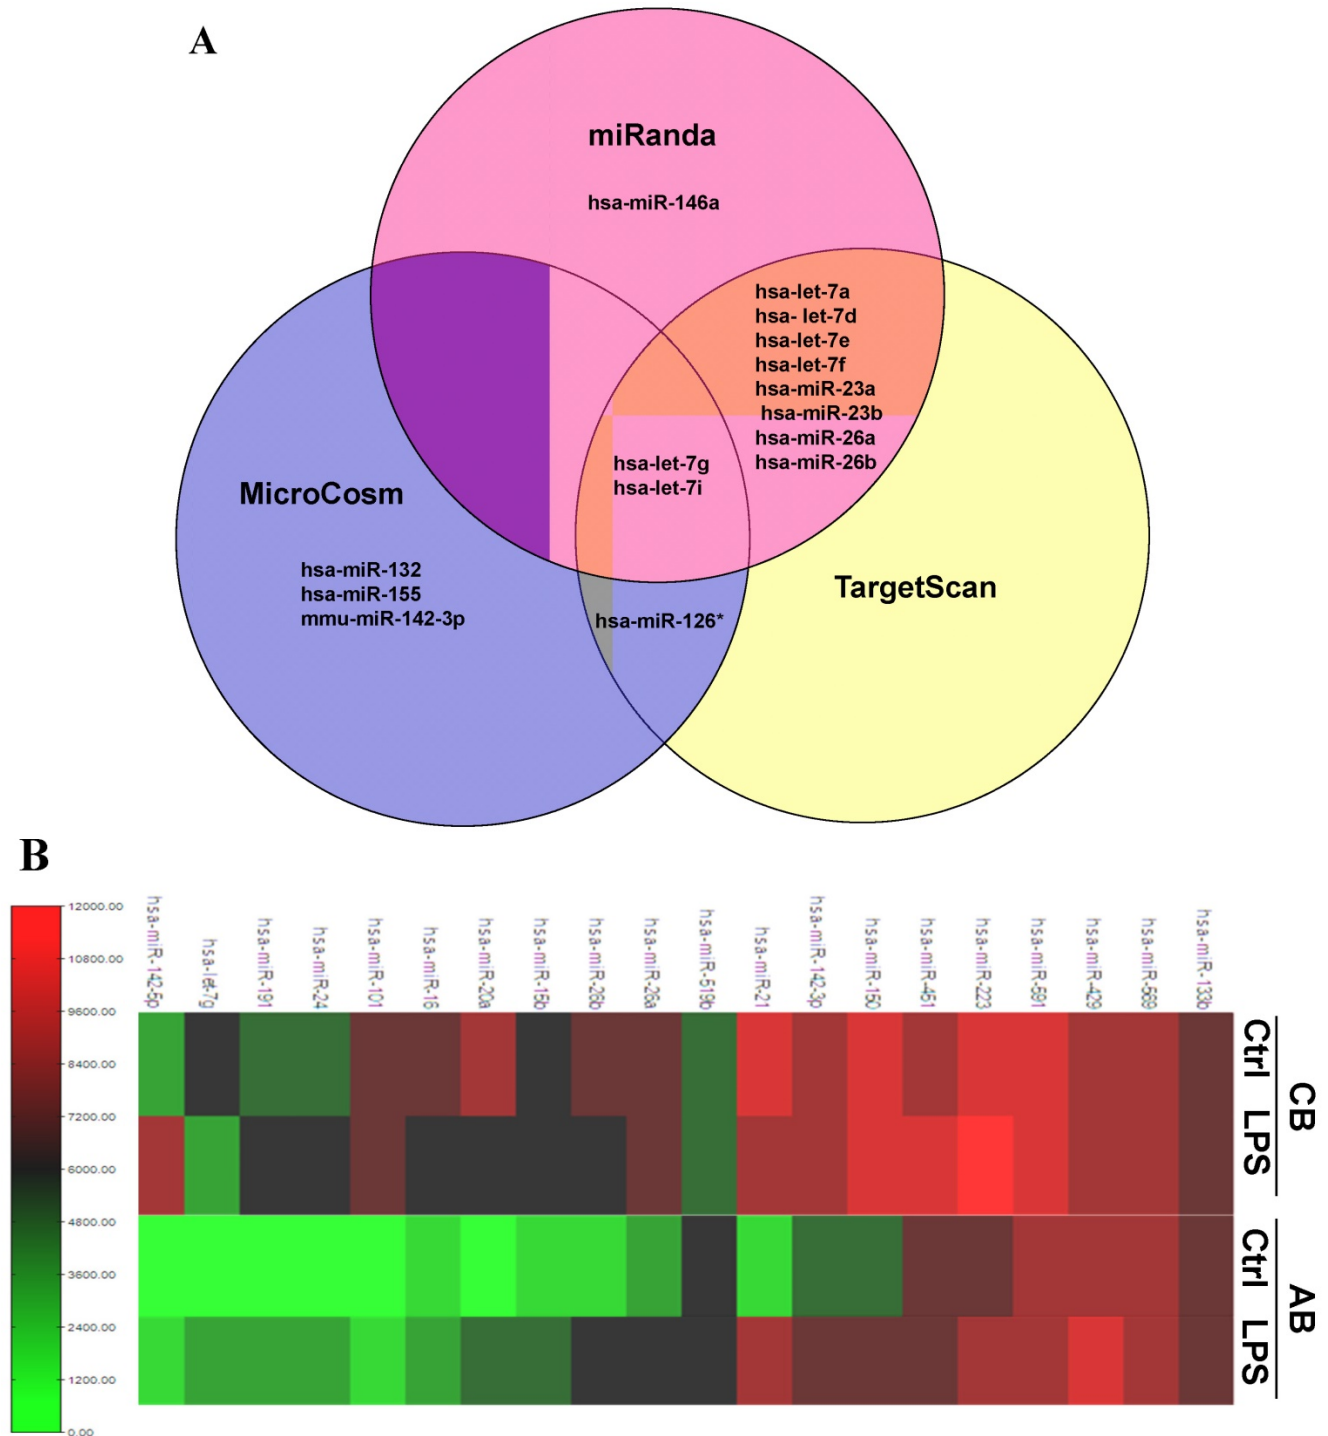 A
miRanda
hsa-miR-146a
hsa-let-7a
hsa- let-7d
hsa-let-7e
hsa-let-7f
hsa-miR-23a
hsa-miR-23b
hsa-miR-26a
hsa-miR-26b
hsa-let-7g
hsa-let-7i
MicroCosm
hsa-miR-132
hsa-miR-155
mmu-miR-142-3p
hsa-miR-126*
TargetScan
B
12000.00
10800.00
9600.00
8400.00
7200.00
6000.00
4800.00
3600.00
2400.00
1200.00
0.00
hsa-miR-142-5p
hsa-let-7g
hsa-miR-191
hsa-miR-24
hsa-miR-101
hsa-miR-16
hsa-miR-20a
hsa-miR-15b
hsa-miR-26b
hsa-miR-26a
hsa-miR-519b
hsa-miR-21
hsa-miR-142-3p
hsa-miR-150
hsa-miR-451
hsa-miR-223
hsa-miR-591
hsa-miR-429
hsa-miR-569
hsa-miR-133b
Ctrl
LPS
CB
Ctrl
LPS
AB